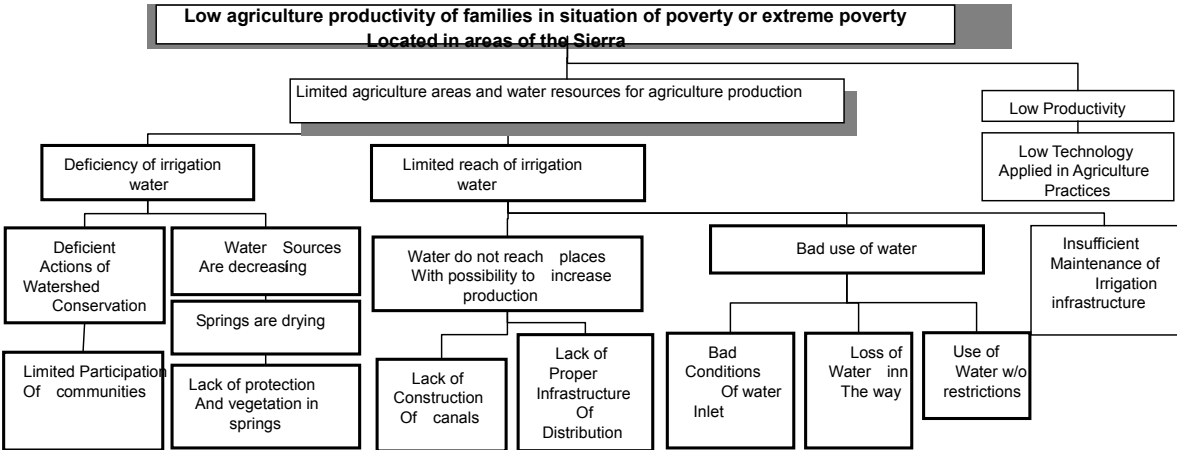 Low agriculture productivity of families in situation of poverty or extreme poverty
Located in areas of the Sierra
Limited agriculture areas and water resources for agriculture production
Low Productivity
Low Technology
Applied in Agriculture
Practices
Deficiency of irrigation
water
Limited reach of irrigation
water
Deficient
Actions of
Watershed
Conservation
Water Sources
Are decreasing
Water do not reach places
With possibility to increase
production
Bad use of water
Insufficient
Maintenance of
Irrigation
infrastructure
Springs are drying
Limited Participation
Of communities
Lack of protection
And vegetation in
springs
Lack of
Construction
Of canals
Lack of
Proper
Infrastructure
Of
Distribution
Bad
Conditions
Of water
Inlet
Loss of
Water inn
The way
Use of
Water w/o
restrictions